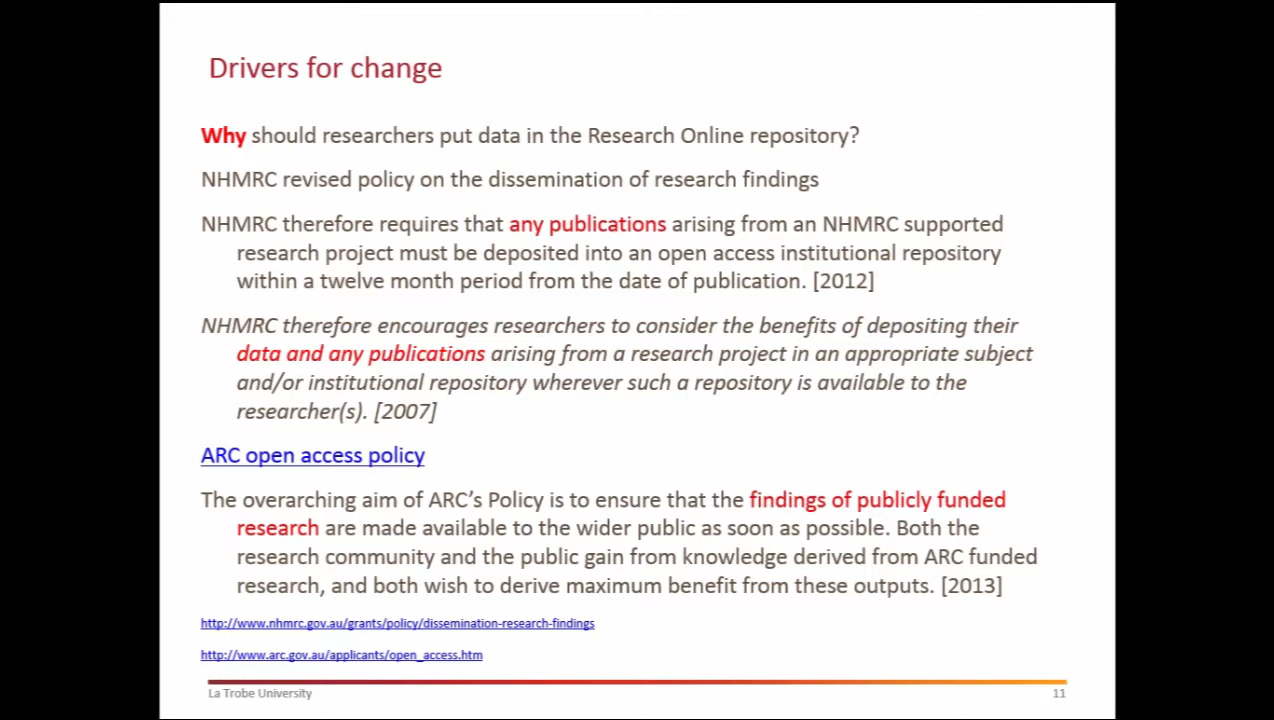 Drivers for change
Why should researchers put data in the Research Online repository?
NHMRC revised policy on the dissemination of research findings
NHMRC therefore requires that any publications arising from an NHMRC supported
research project must be deposited into an open access institutional repository
within a twelve month period from the date of publication. [2012]
NHMRC therefore encourages researchers to consider the benefits of depositing their
data and any publications arising from a research project in an appropriate subject
and/or institutional repository wherever such a repository is available to the
researcher(s). [2007]
ARC open access policy
The overarching aim of ARC's Policy is to ensure that the findings of publicly funded
research are made available to the wider public as soon as possible. Both the
research community and the public gain from knowledge derived from ARC funded
research, and both wish to derive maximum benefit from these outputs. [2013]
http://www.nhmrc.gov.au/grants/policy/dissemination-research-findings
http://www.arc.gov.au/applicants/open_access.htm
La Trobe University
11